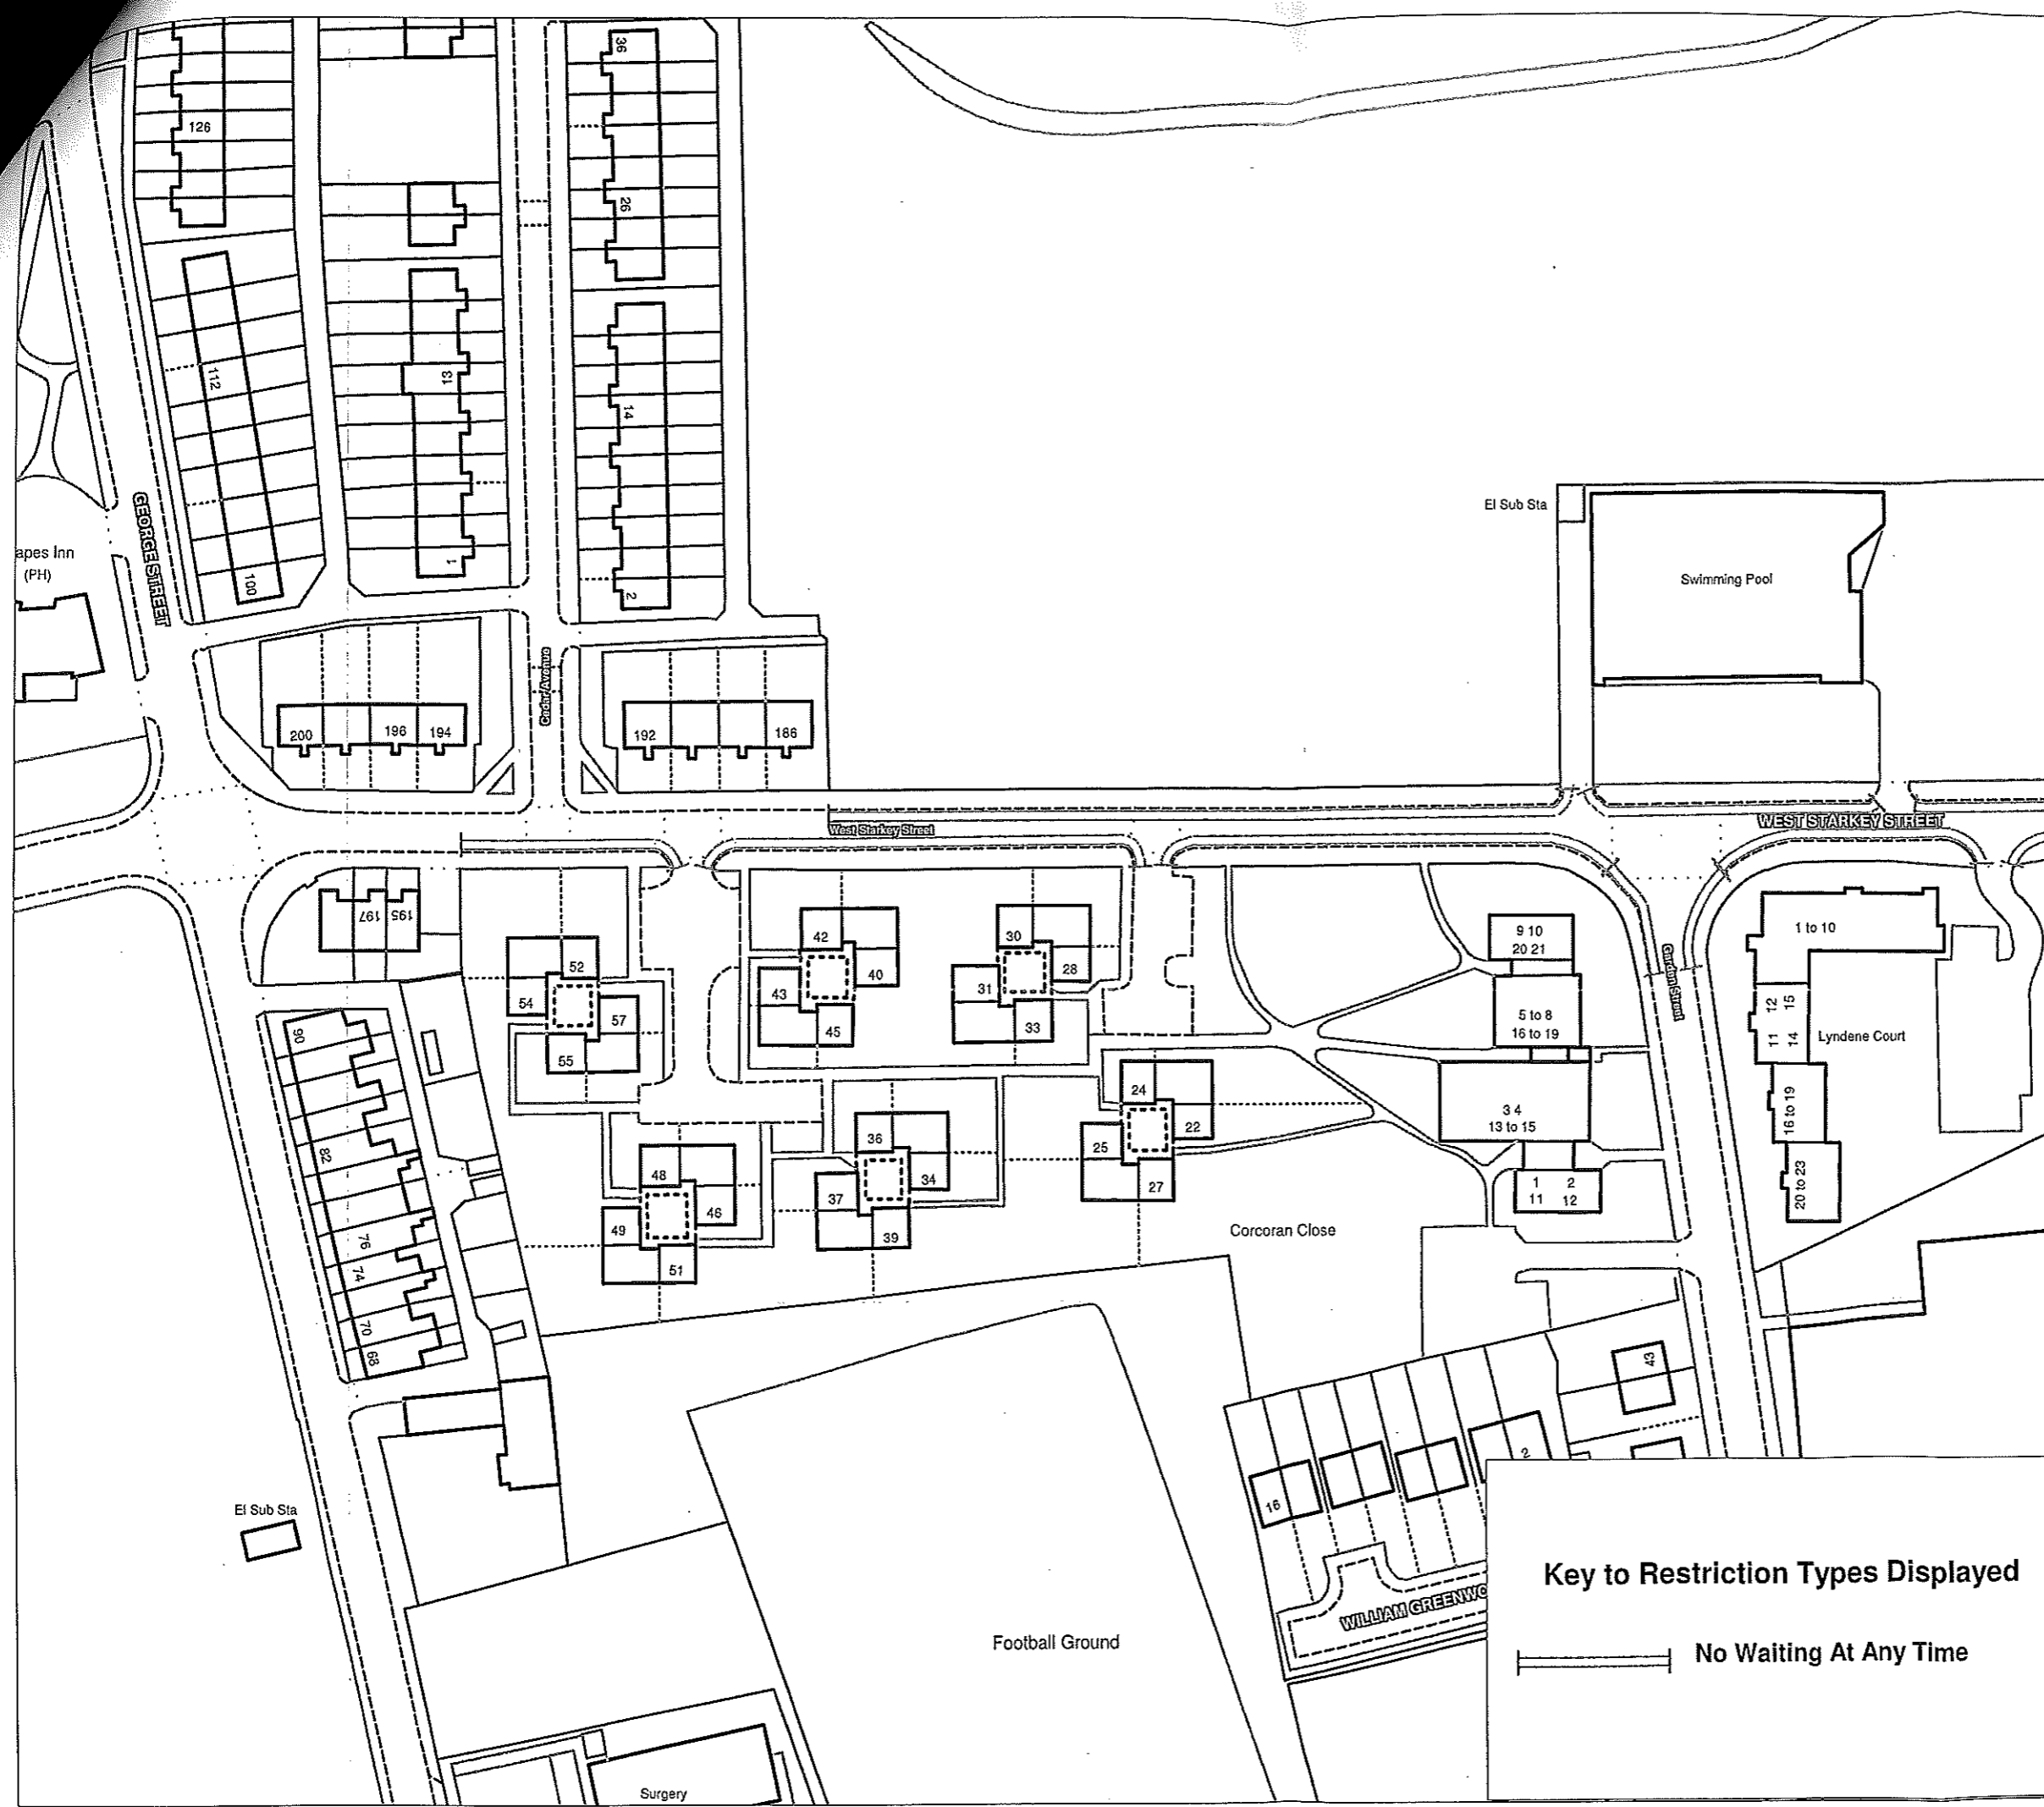 36
126
26
112
13
14
El Sub Sta
GEORGE STREET
apes Inn
(PH)
1
100
2
Swimming Pool
Cedar Avenue
200
196
194
192
186
West Starkey Street
WEST STARKEY STREET
197
195
42
30
9 10
20 21
1 to 10
52
40
28
54
43
31
Gordon Street
57
45
33
5 to 8
16 to 19
12
15
11
14
Lyndene Court
90
55
24
22
3 4
13 to 15
16 to 19
82
36
25
48
34
27
1 2
11 12
20 to 23
37
49
46
39
Corcoran Close
76
74
51
70
68
43
2
16
El Sub Sta
WILLIAM GREENWO
Football Ground
Surgery
Key to Restriction Types Displayed
No Waiting At Any Time